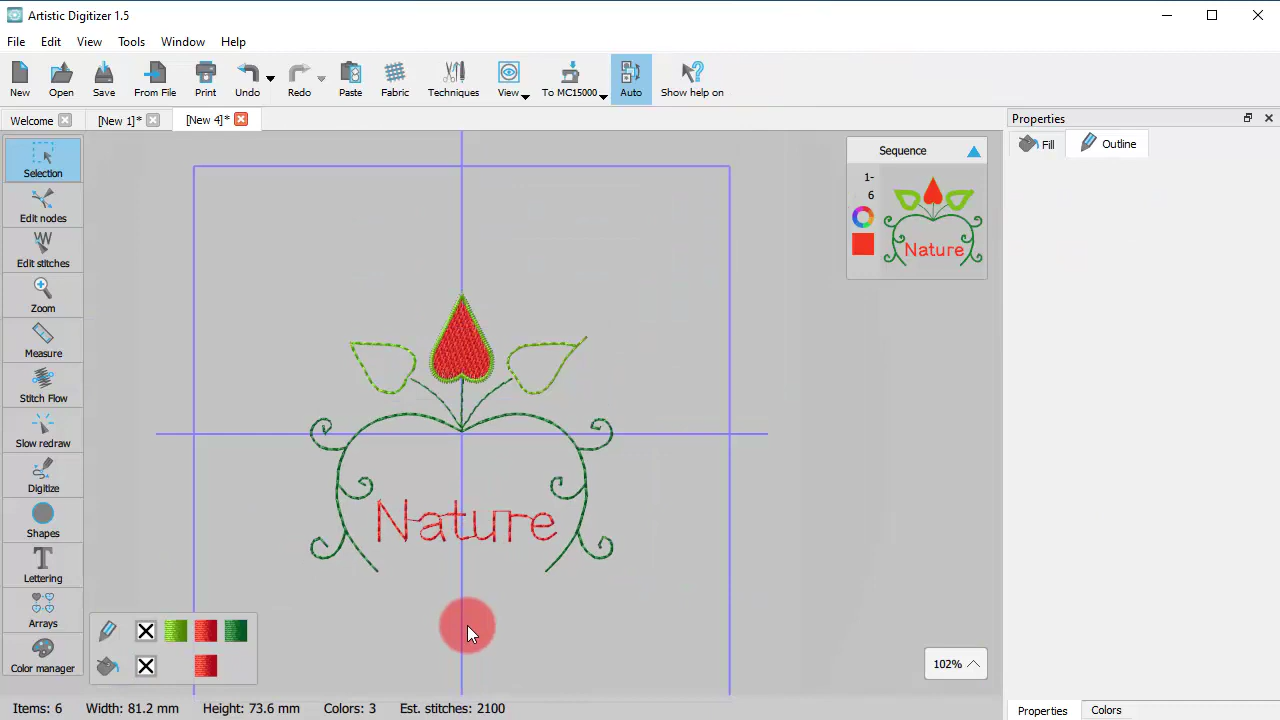 Artistic Digitizer 1.5
File Edit View Tools Window Help
New Open Save From File Print Undo Redo Paste Fabric Techniques View To MC15000 Auto Show help on
Welcome [New 1]* [New 4]*
Properties
Fill Outline
Selection
Edit nodes
Edit stitches
Zoom
Measure
Stitch Flow
Slow redraw
Digitize
Shapes
Lettering
Arrays
Color manager
Sequence
1-
6
Nature
Nature
102%
Items: 6 Width: 81.2 mm Height: 73.6 mm Colors: 3 Est. stitches: 2100
Properties Colors